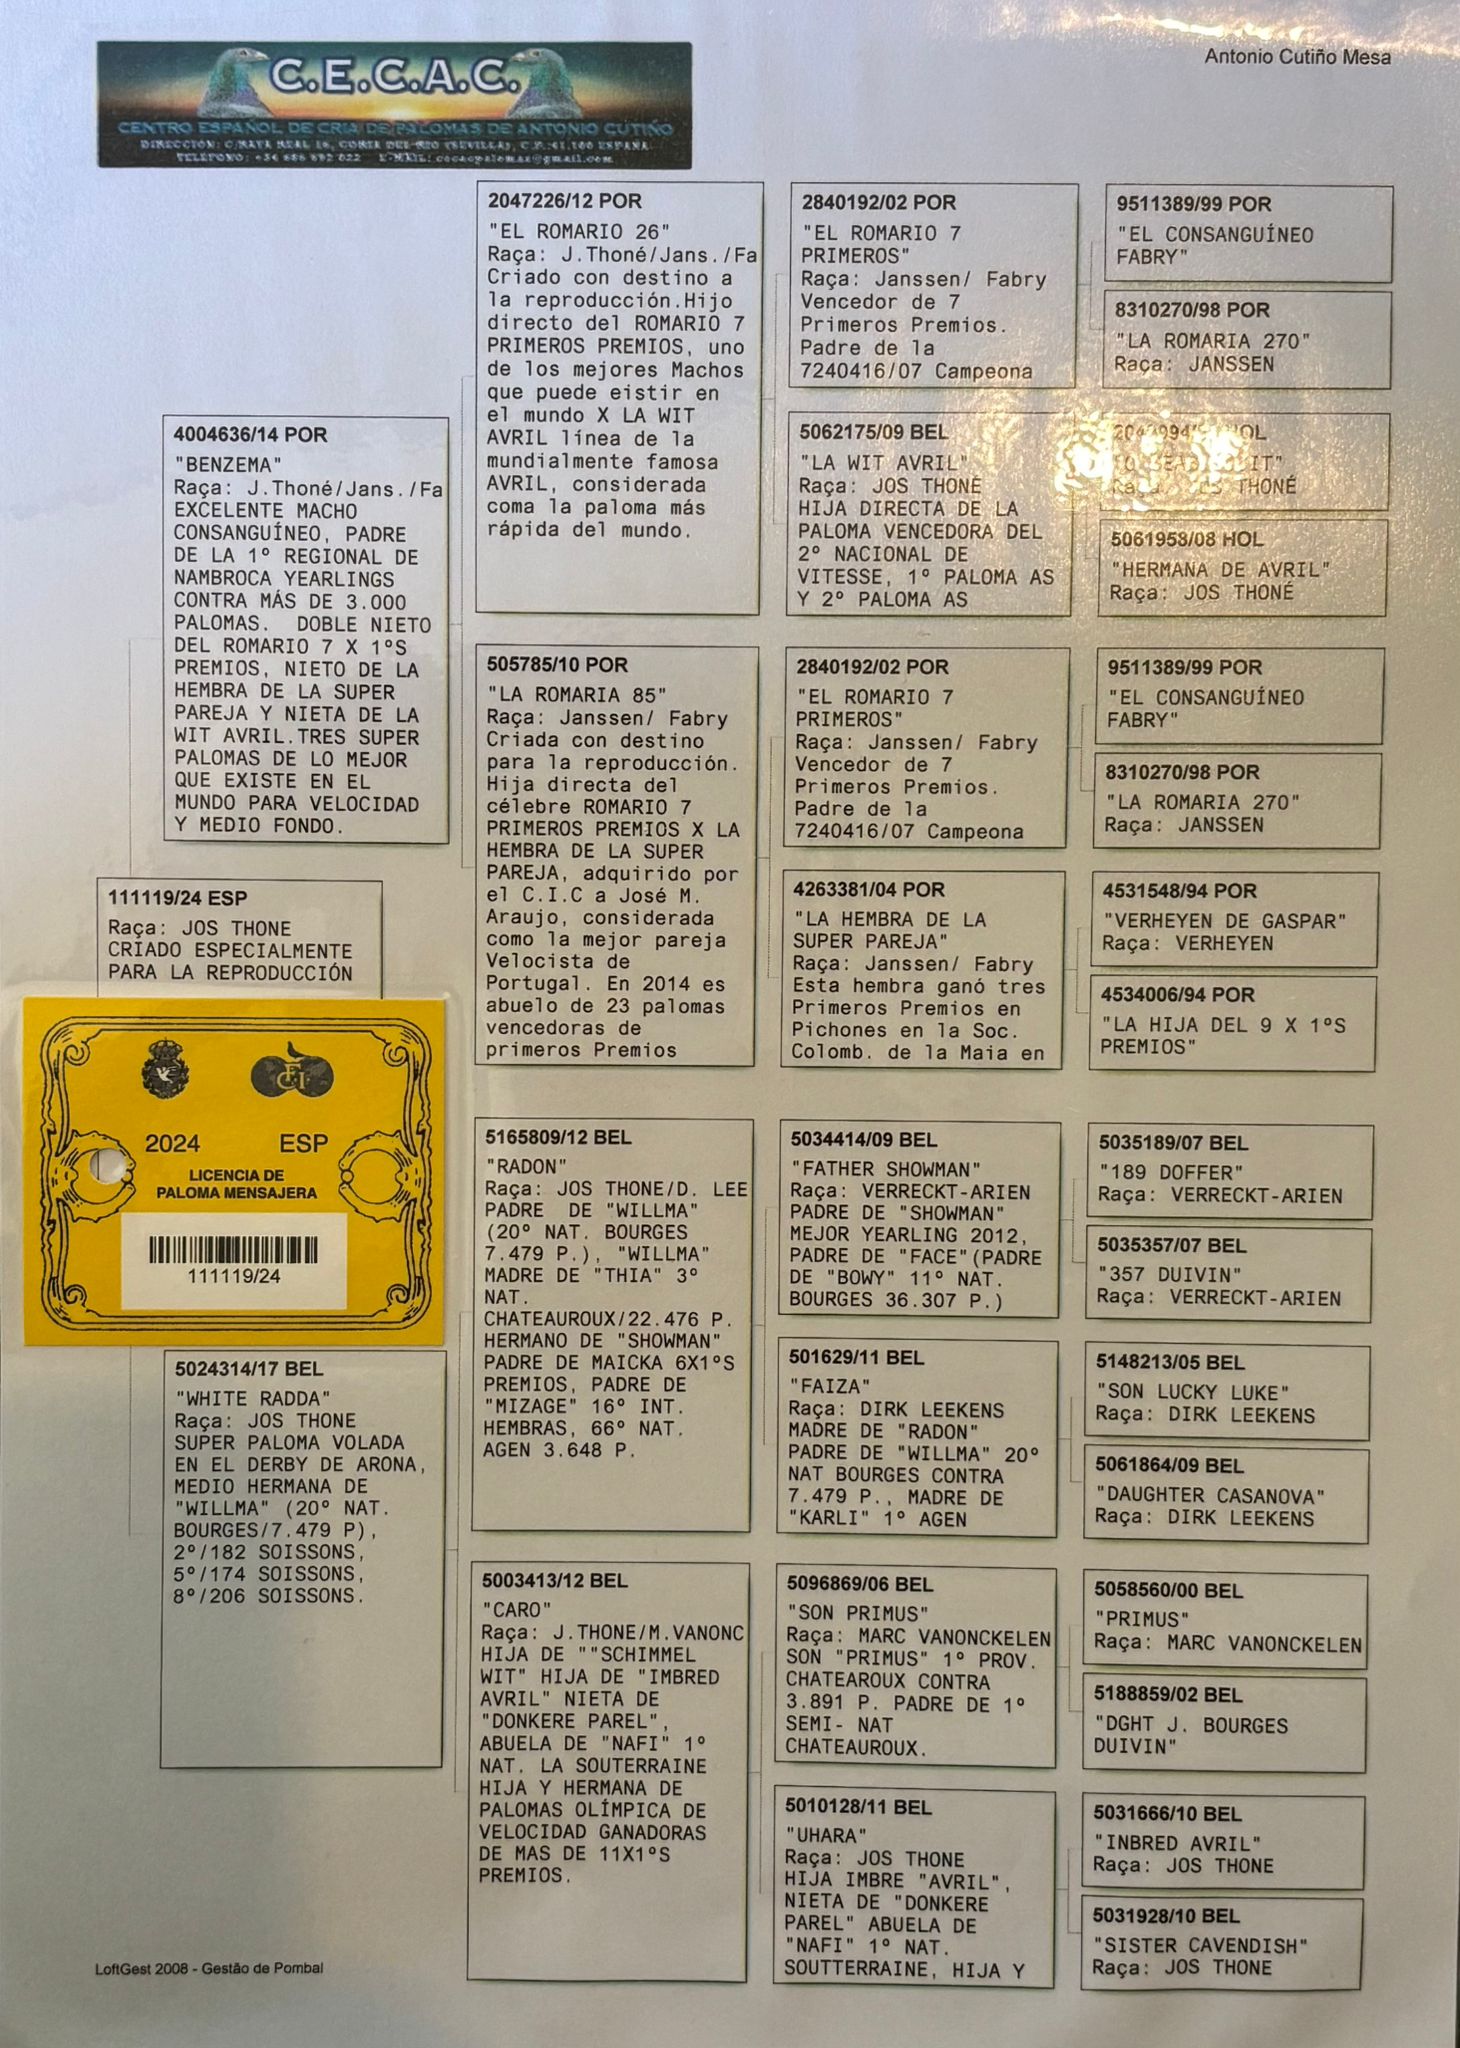 C.E.C.A.C.
CENTRO ESPAÑOL DE CRIA DE PALOMAS DE ANTONIO CUTIÑO
DIRECCIÓN: C/RAYA REAL 16, CORIA DEL RIO (SEVILLA), C.P.:41.100 ESPAÑA
TELÉFONO: +34 686 892 022 E-MAIL: cecacpalomas@gmail.com
Antonio Cutiño Mesa
111119/24 ESP
Raça: JOS THONE
CRIADO ESPECIALMENTE
PARA LA REPRODUCCIÓN
2024 ESP
LICENCIA DE
PALOMA MENSAJERA
111119/24
4004636/14 POR
"BENZEMA"
Raça: J.Thoné/Jans./Fa
EXCELENTE MACHO
CONSANGUÍNEO, PADRE
DE LA 1º REGIONAL DE
NAMBROCA YEARLINGS
CONTRA MÁS DE 3.000
PALOMAS. DOBLE NIETO
DEL ROMARIO 7 X 1ºS
PREMIOS, NIETO DE LA
HEMBRA DE LA SUPER
PAREJA Y NIETA DE LA
WIT AVRIL.TRES SUPER
PALOMAS DE LO MEJOR
QUE EXISTE EN EL
MUNDO PARA VELOCIDAD
Y MEDIO FONDO.
5024314/17 BEL
"WHITE RADDA"
Raça: JOS THONE
SUPER PALOMA VOLADA
EN EL DERBY DE ARONA,
MEDIO HERMANA DE
"WILLMA" (20º NAT.
BOURGES/7.479 P),
2º/182 SOISSONS,
5º/174 SOISSONS,
8º/206 SOISSONS.
2047226/12 POR
"EL ROMARIO 26"
Raça: J.Thoné/Jans./Fa
Criado con destino a
la reproducción.Hijo
directo del ROMARIO 7
PRIMEROS PREMIOS, uno
de los mejores Machos
que puede eistir en
el mundo X LA WIT
AVRIL línea de la
mundialmente famosa
AVRIL, considerada
coma la paloma más
rápida del mundo.
505785/10 POR
"LA ROMARIA 85"
Raça: Janssen/ Fabry
Criada con destino
para la reproducción.
Hija directa del
célebre ROMARIO 7
PRIMEROS PREMIOS X LA
HEMBRA DE LA SUPER
PAREJA, adquirido por
el C.I.C a José M.
Araujo, considerada
como la mejor pareja
Velocista de
Portugal. En 2014 es
abuelo de 23 palomas
vencedoras de
primeros Premios
5165809/12 BEL
"RADON"
Raça: JOS THONE/D. LEE
PADRE DE "WILLMA"
(20º NAT. BOURGES
7.479 P.), "WILLMA"
MADRE DE "THIA" 3º
NAT.
CHATEAUROUX/22.476 P.
HERMANO DE "SHOWMAN"
PADRE DE MAICKA 6X1ºS
PREMIOS, PADRE DE
"MIZAGE" 16º INT.
HEMBRAS, 66º NAT.
AGEN 3.648 P.
5003413/12 BEL
"CARO"
Raça: J.THONE/M.VANONC
HIJA DE ""SCHIMMEL
WIT" HIJA DE "IMBRED
AVRIL" NIETA DE
"DONKERE PAREL",
ABUELA DE "NAFI" 1º
NAT. LA SOUTERRAINE
HIJA Y HERMANA DE
PALOMAS OLÍMPICA DE
VELOCIDAD GANADORAS
DE MAS DE 11X1ºS
PREMIOS.
2840192/02 POR
"EL ROMARIO 7
PRIMEROS"
Raça: Janssen/ Fabry
Vencedor de 7
Primeros Premios.
Padre de la
7240416/07 Campeona
5062175/09 BEL
"LA WIT AVRIL"
Raça: JOS THONÉ
HIJA DIRECTA DE LA
PALOMA VENCEDORA DEL
2º NACIONAL DE
VITESSE, 1º PALOMA AS
Y 2º PALOMA AS
2840192/02 POR
"EL ROMARIO 7
PRIMEROS"
Raça: Janssen/ Fabry
Vencedor de 7
Primeros Premios.
Padre de la
7240416/07 Campeona
4263381/04 POR
"LA HEMBRA DE LA
SUPER PAREJA"
Raça: Janssen/ Fabry
Esta hembra ganó tres
Primeros Premios en
Pichones en la Soc.
Colomb. de la Maia en
5034414/09 BEL
"FATHER SHOWMAN"
Raça: VERRECKT-ARIEN
PADRE DE "SHOWMAN"
MEJOR YEARLING 2012,
PADRE DE "FACE"(PADRE
DE "BOWY" 11º NAT.
BOURGES 36.307 P.)
501629/11 BEL
"FAIZA"
Raça: DIRK LEEKENS
MADRE DE "RADON"
PADRE DE "WILLMA" 20º
NAT BOURGES CONTRA
7.479 P., MADRE DE
"KARLI" 1º AGEN
5096869/06 BEL
"SON PRIMUS"
Raça: MARC VANONCKELEN
SON "PRIMUS" 1º PROV.
CHATEAROUX CONTRA
3.891 P. PADRE DE 1º
SEMI- NAT
CHATEAUROUX.
5010128/11 BEL
"UHARA"
Raça: JOS THONE
HIJA IMBRE "AVRIL",
NIETA DE "DONKERE
PAREL" ABUELA DE
"NAFI" 1º NAT.
SOUTTERRAINE, HIJA Y
9511389/99 POR
"EL CONSANGUÍNEO
FABRY"
8310270/98 POR
"LA ROMARIA 270"
Raça: JANSSEN
HOL
THONÉ
5061958/08 HOL
"HERMANA DE AVRIL"
Raça: JOS THONÉ
9511389/99 POR
"EL CONSANGUÍNEO
FABRY"
8310270/98 POR
"LA ROMARIA 270"
Raça: JANSSEN
4531548/94 POR
"VERHEYEN DE GASPAR"
Raça: VERHEYEN
4534006/94 POR
"LA HIJA DEL 9 X 1ºS
PREMIOS"
5035189/07 BEL
"189 DOFFER"
Raça: VERRECKT-ARIEN
5035357/07 BEL
"357 DUIVIN"
Raça: VERRECKT-ARIEN
5148213/05 BEL
"SON LUCKY LUKE"
Raça: DIRK LEEKENS
5061864/09 BEL
"DAUGHTER CASANOVA"
Raça: DIRK LEEKENS
5058560/00 BEL
"PRIMUS"
Raça: MARC VANONCKELEN
5188859/02 BEL
"DGHT J. BOURGES
DUIVIN"
5031666/10 BEL
"INBRED AVRIL"
Raça: JOS THONE
5031928/10 BEL
"SISTER CAVENDISH"
Raça: JOS THONE
LoftGest 2008 - Gestão de Pombal